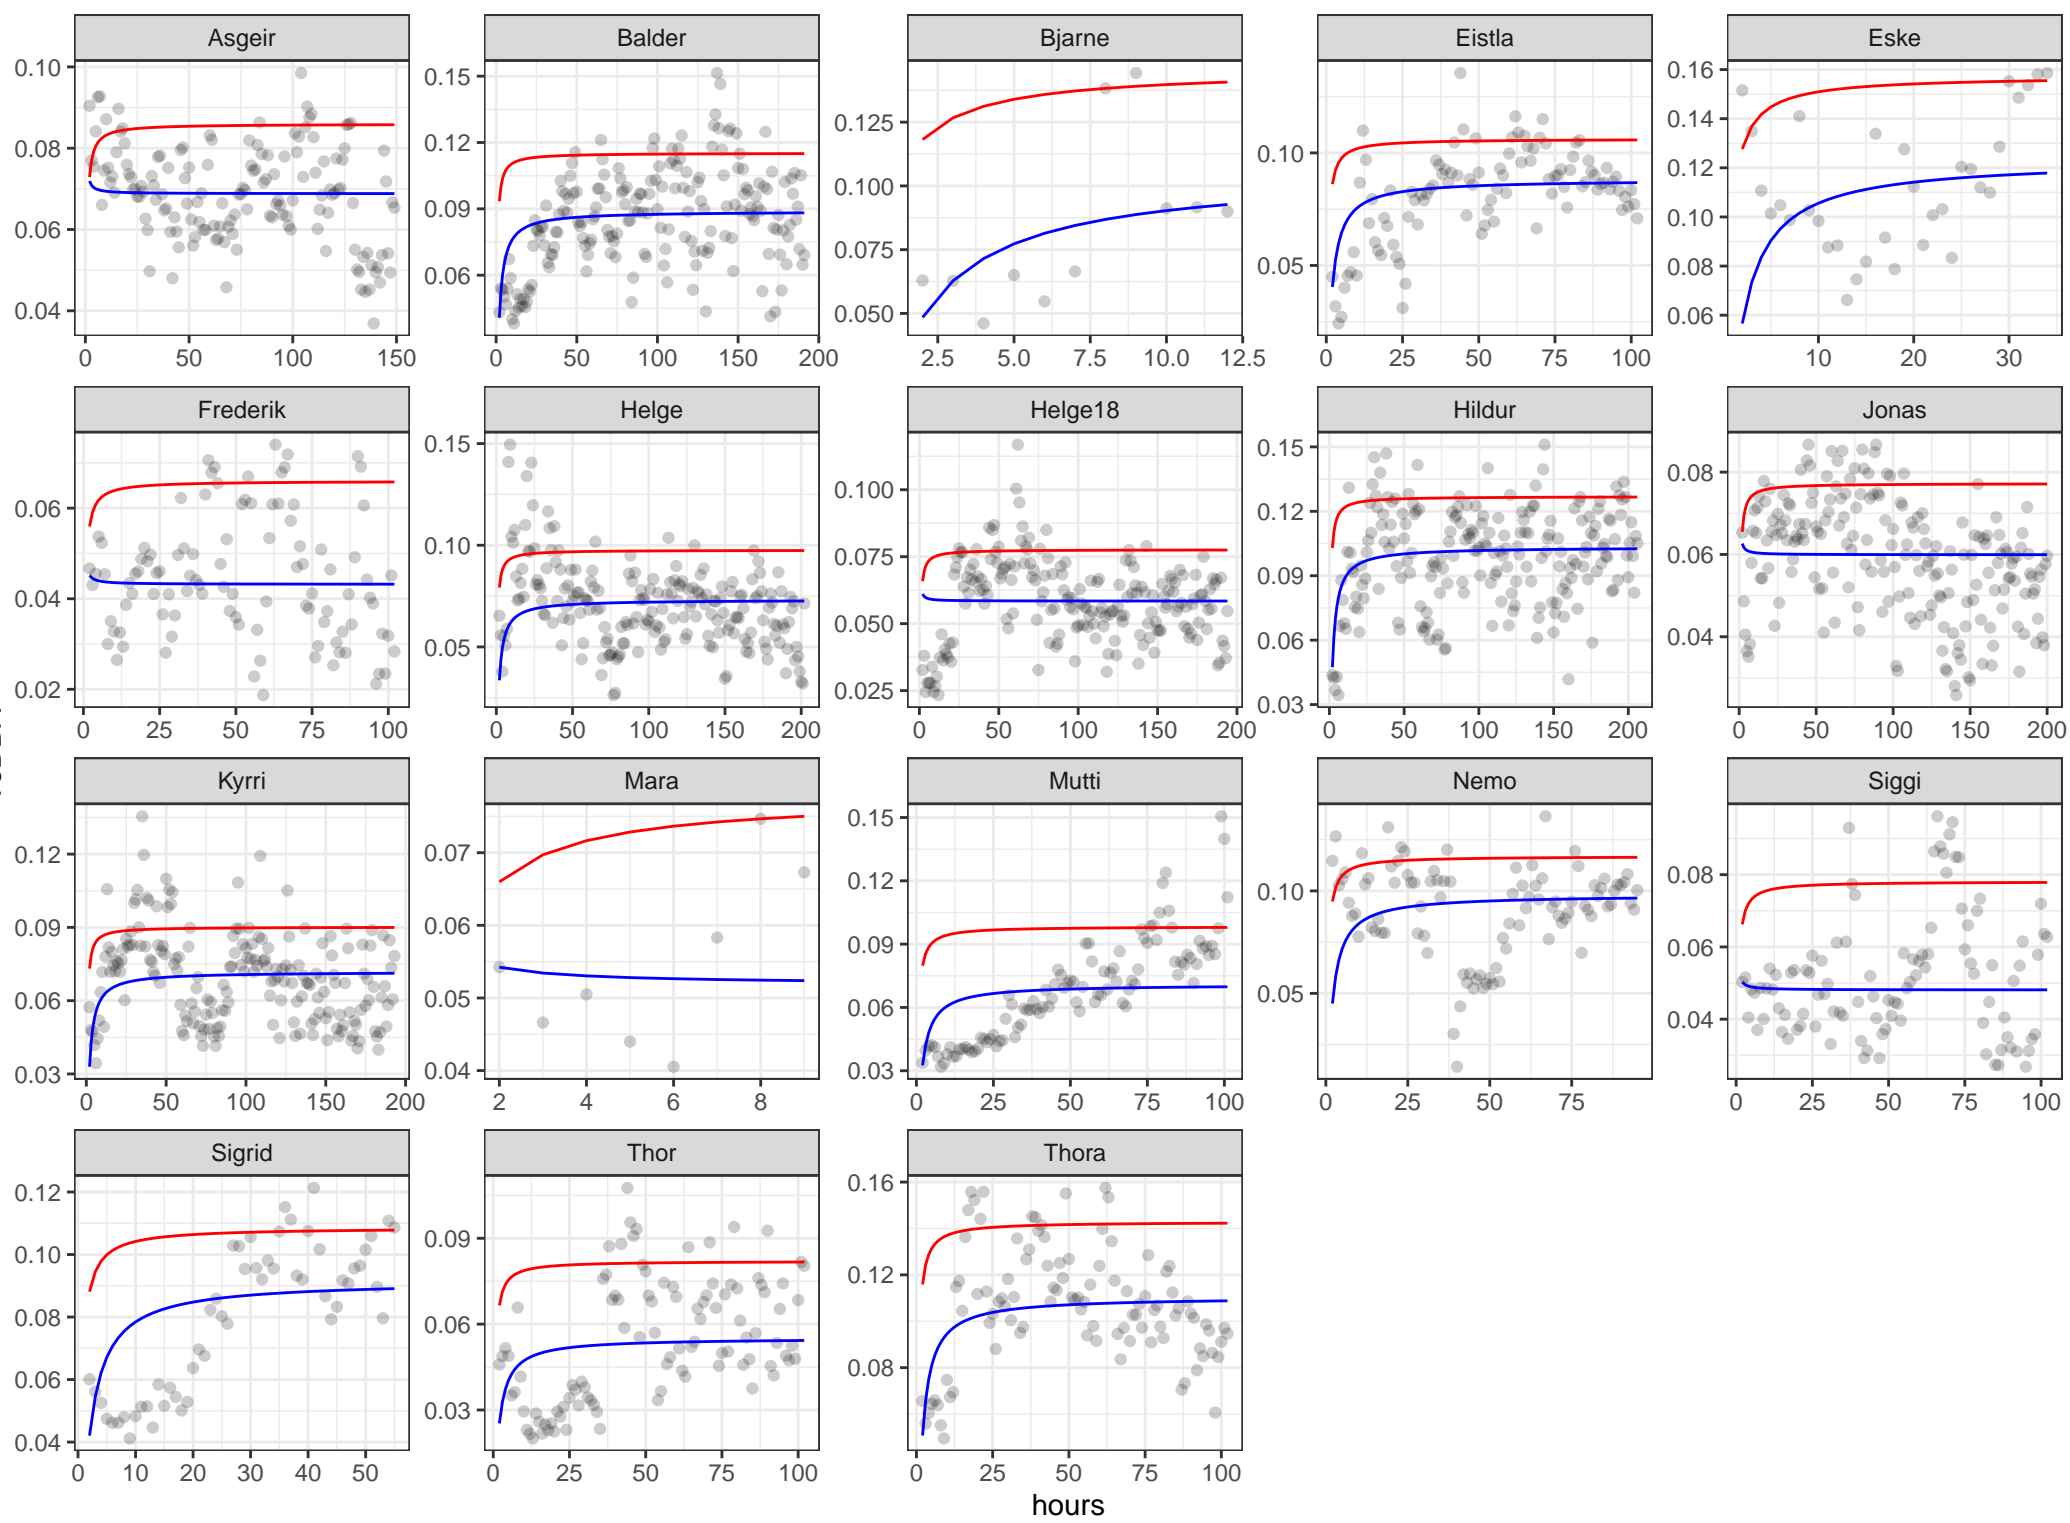 Asgeir Balder Bjarne Eistla Eske
0.10 0.08 0.06 0.04
0.15 0.12 0.09 0.06
0.125 0.100 0.075 0.050
0.10 0.05
0.16 0.14 0.12 0.10 0.08 0.06
0 50 100 150
0 50 100 150 200
2.5 5.0 7.5 10.0 12.5
0 25 50 75 100
10 20 30
Frederik Helge Helge18 Hildur Jonas
0.06 0.04 0.02
0.15 0.10 0.05
0.100 0.075 0.050 0.025
0.15 0.12 0.09 0.06 0.03
0.08 0.06 0.04
0 25 50 75 100
0 50 100 150 200
0 50 100 150 200
0 50 100 150 200
0 50 100 150 200
Kyrri Mara Mutti Nemo Siggi
0.12 0.09 0.06 0.03
0.07 0.06 0.05 0.04
0.15 0.12 0.09 0.06 0.03
0.10 0.05
0.08 0.06 0.04
0 50 100 150 200
2 4 6 8
0 25 50 75 100
0 25 50 75
0 25 50 75 100
Sigrid Thor Thora
0.12 0.10 0.08 0.06 0.04
0.09 0.06 0.03
0.16 0.12 0.08
0 10 20 30 40 50
0 25 50 75 100
0 25 50 75 100
hours